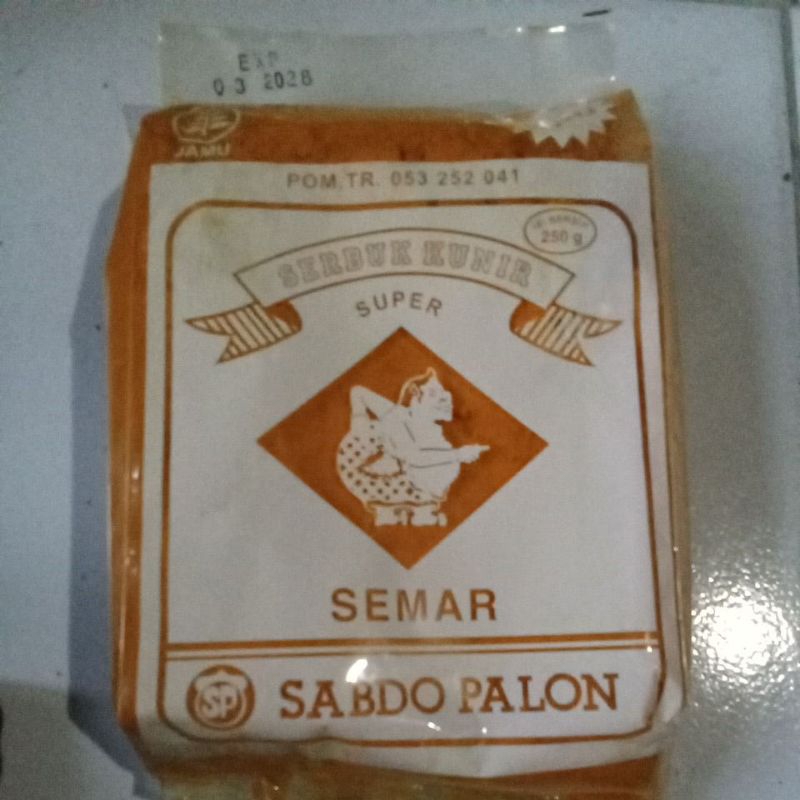 EXP
03 2028
JAMU
POM.TR. 053 252 041
250 g
SERBUK KUNIR
SUPER
SEMAR
SP
SABDO PALON